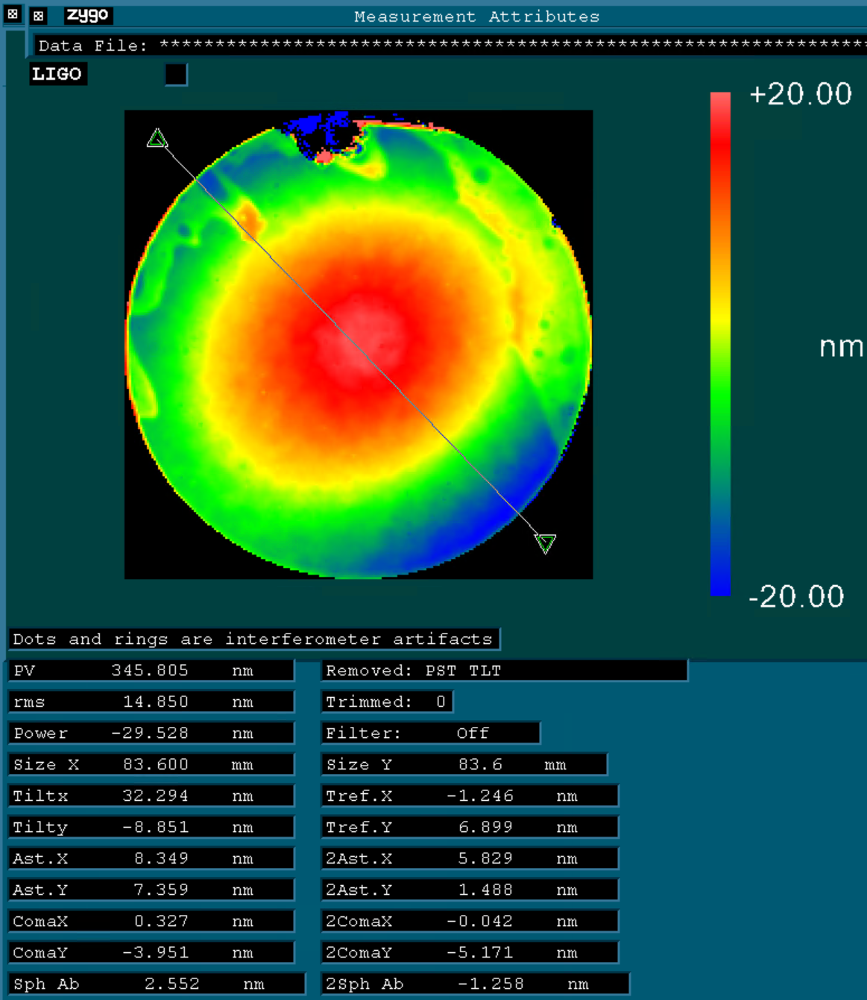 zygo Measurement Attributes
Data File: ***************************************************************
LIGO
+20.00
nm
-20.00
Dots and rings are interferometer artifacts
PV 345.805 nm Removed: PST TLT
rms 14.850 nm Trimmed: 0
Power -29.528 nm Filter: Off
Size X 83.600 mm Size Y 83.6 mm
Tiltx 32.294 nm Tref.X -1.246 nm
Tilty -8.851 nm Tref.Y 6.899 nm
Ast.X 8.349 nm 2Ast.X 5.829 nm
Ast.Y 7.359 nm 2Ast.Y 1.488 nm
ComaX 0.327 nm 2ComaX -0.042 nm
ComaY -3.951 nm 2ComaY -5.171 nm
Sph Ab 2.552 nm 2Sph Ab -1.258 nm